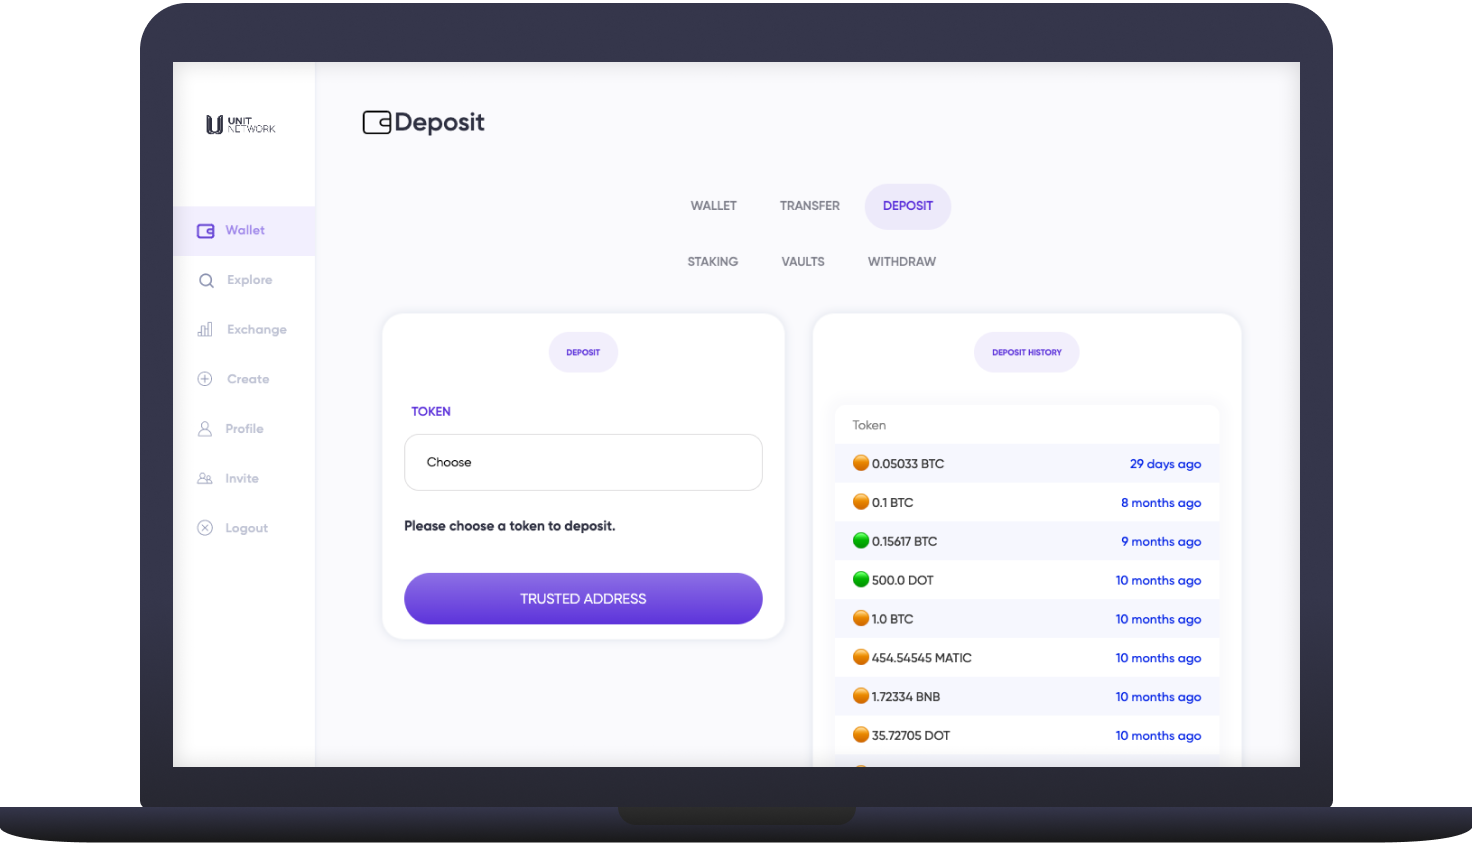 UNIT
NETWORK
Deposit
WALLET TRANSFER DEPOSIT
STAKING VAULTS WITHDRAW
Wallet
Explore
Exchange
Create
Profile
Invite
Logout
DEPOSIT
TOKEN
Choose
Please choose a token to deposit.
TRUSTED ADDRESS
DEPOSIT HISTORY
Token
0.05033 BTC 29 days ago
0.1 BTC 8 months ago
0.15617 BTC 9 months ago
500.0 DOT 10 months ago
1.0 BTC 10 months ago
454.54545 MATIC 10 months ago
1.72334 BNB 10 months ago
35.72705 DOT 10 months ago